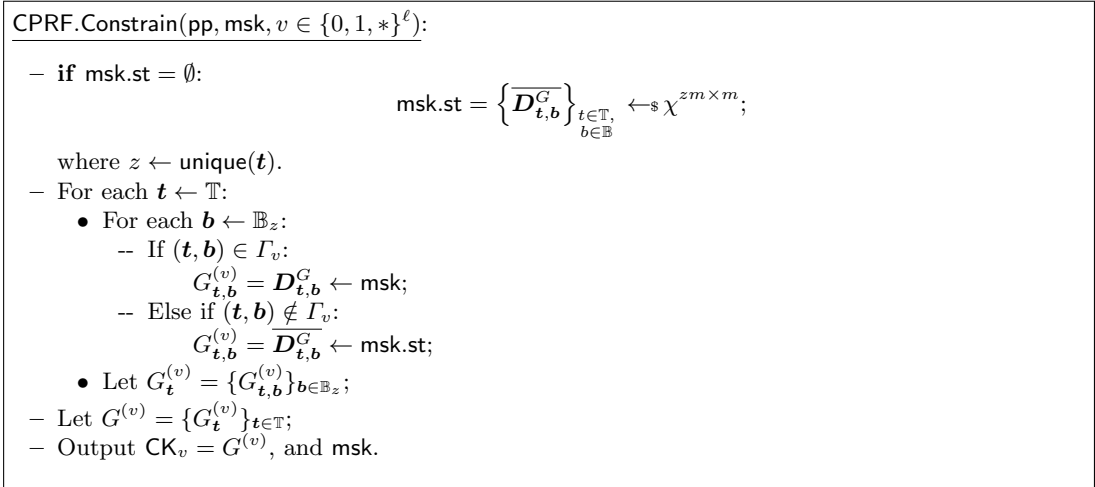 CPRF.Constrain(pp, msk, v ∈ {0, 1, ∗}^ℓ):
– if msk.st = ∅:
msk.st = { \overline{D^G_{t,b}} }_{t∈𝕋, b∈𝔹} ←$ χ^{zm×m};
where z ← unique(t).
– For each t ← 𝕋:
• For each b ← 𝔹_z:
-- If (t, b) ∈ Γ_v:
G^{(v)}_{t,b} = D^G_{t,b} ← msk;
-- Else if (t, b) ∉ Γ_v:
G^{(v)}_{t,b} = \overline{D^G_{t,b}} ← msk.st;
• Let G^{(v)}_t = {G^{(v)}_{t,b}}_{b∈𝔹_z};
– Let G^{(v)} = {G^{(v)}_t}_{t∈𝕋};
– Output CK_v = G^{(v)}, and msk.